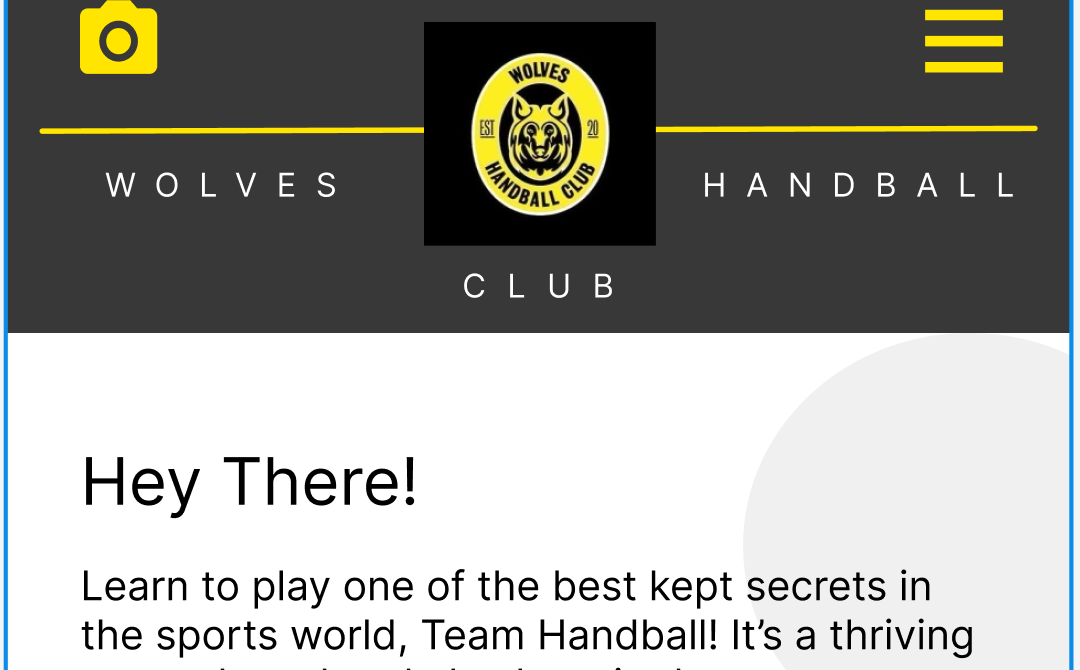 WOLVES
EST 20
HANDBALL CLUB
WOLVES HANDBALL
CLUB
Hey There!
Learn to play one of the best kept secrets in
the sports world, Team Handball! It’s a thriving